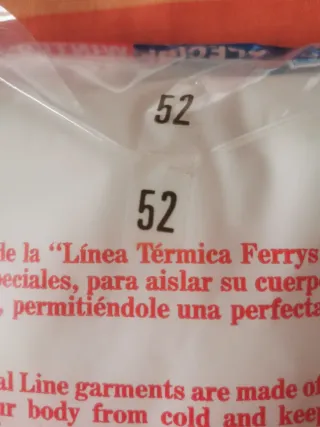 52
52
de la “Línea Térmica Ferrys
peciales, para aislar su cuerp
, permitiéndole una perfecta
al Line garments are made of
ur body from cold and keep